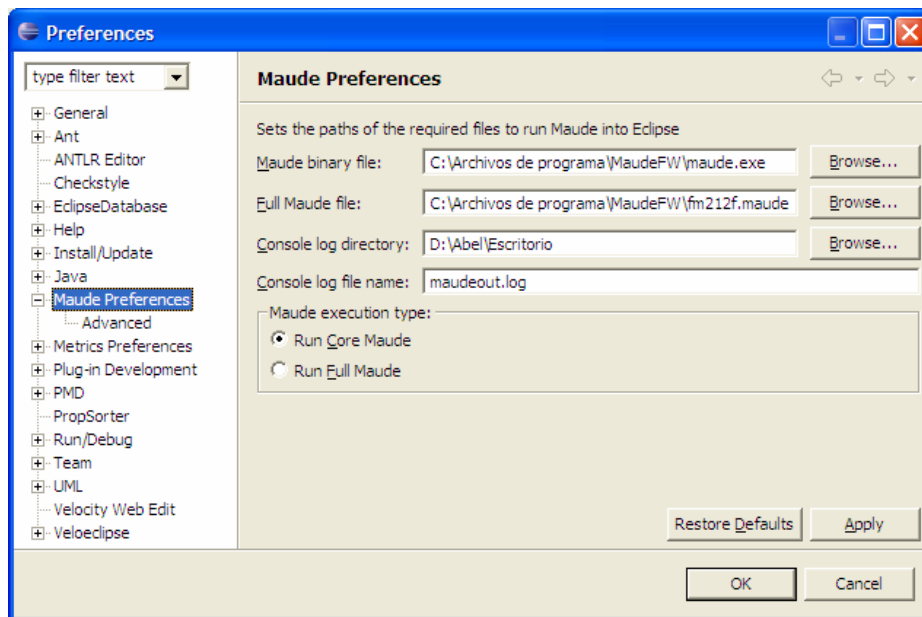 Preferences
type filter text
General
Ant
ANTLR Editor
Checkstyle
EclipseDatabase
Help
Install/Update
Java
Maude Preferences
Advanced
Metrics Preferences
Plug-in Development
PMD
PropSorter
Run/Debug
Team
UML
Velocity Web Edit
Veloeclipse
Maude Preferences
Sets the paths of the required files to run Maude into Eclipse
Maude binary file: C:\Archivos de programa\MaudeFW\maude.exe Browse...
Full Maude file: C:\Archivos de programa\MaudeFW\fm212f.maude Browse...
Console log directory: D:\Abel\Escritorio Browse...
Console log file name: maudeout.log
Maude execution type:
Run Core Maude
Run Full Maude
Restore Defaults Apply
OK Cancel